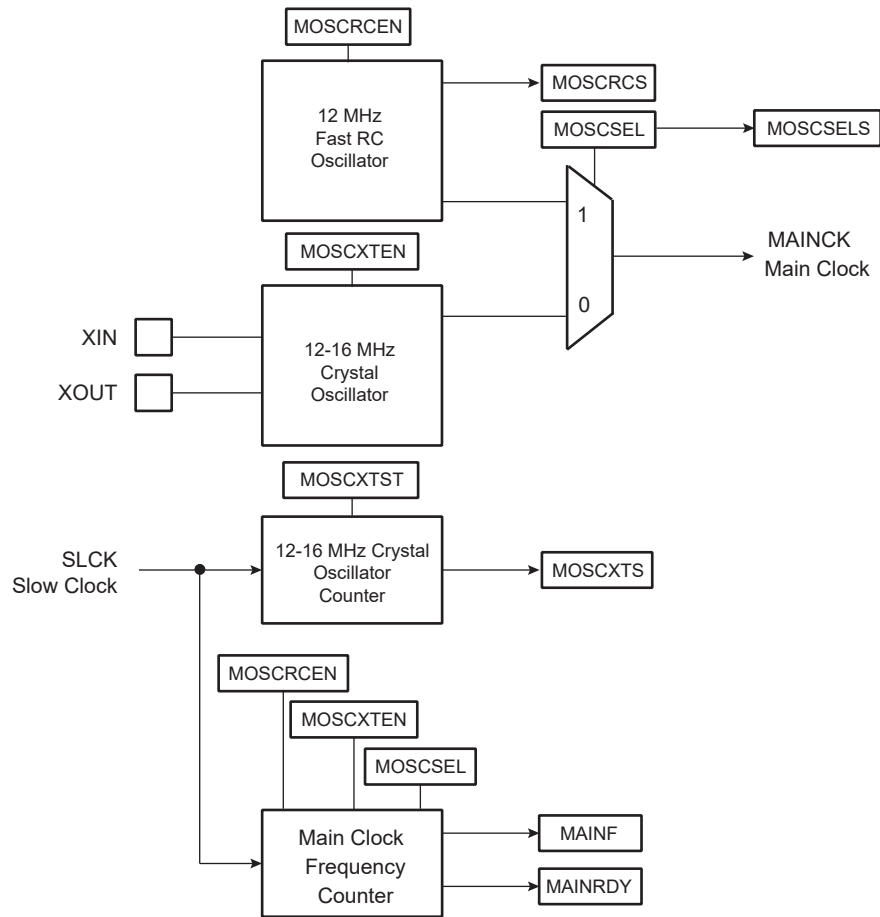 MOSCRCEN
12 MHz
Fast RC
Oscillator
MOSCRCS
MOSCSEL
MOSCSELS
1
MAINCK
Main Clock
MOSCXTEN
0
XIN
XOUT
12-16 MHz
Crystal
Oscillator
MOSCXTST
SLCK
Slow Clock
12-16 MHz Crystal
Oscillator
Counter
MOSCXTS
MOSCRCEN
MOSCXTEN
MOSCSEL
Main Clock
Frequency
Counter
MAINF
MAINRDY